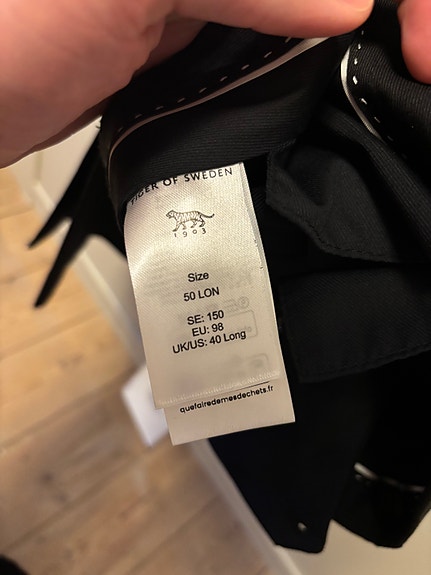 TIGER OF SWEDEN
1903
Size
50 LON
SE: 150
EU: 98
UK/US: 40 Long
quefairedemesdechets.fr